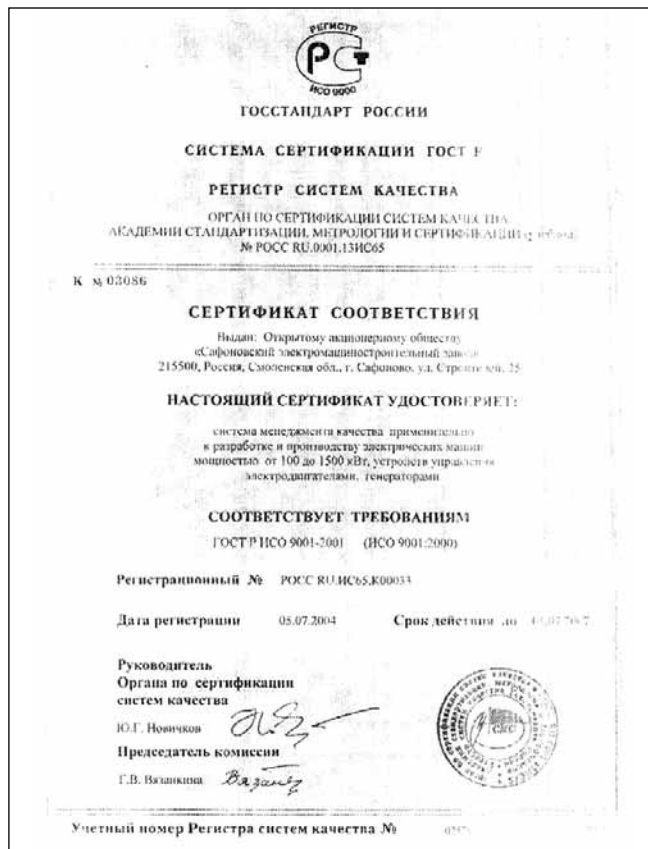 РЕГИСТР
РСТ
ИСО 9000
ГОССТАНДАРТ РОССИИ
СИСТЕМА СЕРТИФИКАЦИИ ГОСТ Р
РЕГИСТР СИСТЕМ КАЧЕСТВА
ОРГАН ПО СЕРТИФИКАЦИИ СИСТЕМ КАЧЕСТВА
АКАДЕМИИ СТАНДАРТИЗАЦИИ, МЕТРОЛОГИИ И СЕРТИФИКАЦИИ
№ РОСС RU.0001.13ИС65
К № 03086
СЕРТИФИКАТ СООТВЕТСТВИЯ
Выдан: Открытому акционерному обществу
«Сафоновский электромашиностроительный завод»
215500, Россия, Смоленская обл., г. Сафоново, ул. Строителей, 25
НАСТОЯЩИЙ СЕРТИФИКАТ УДОСТОВЕРЯЕТ:
система менеджмента качества применительно
к разработке и производству электрических машин
мощностью от 100 до 1500 кВт, устройств управления
электродвигателями, генераторами
СООТВЕТСТВУЕТ ТРЕБОВАНИЯМ
ГОСТ Р ИСО 9001-2001 (ИСО 9001:2000)
Регистрационный № РОСС RU.ИС65.К00033
Дата регистрации 05.07.2004 Срок действия до
Руководитель
Органа по сертификации
систем качества
Ю.Г. Новичков
Председатель комиссии
Г.В. Вязанкина
Учетный номер Регистра систем качества №